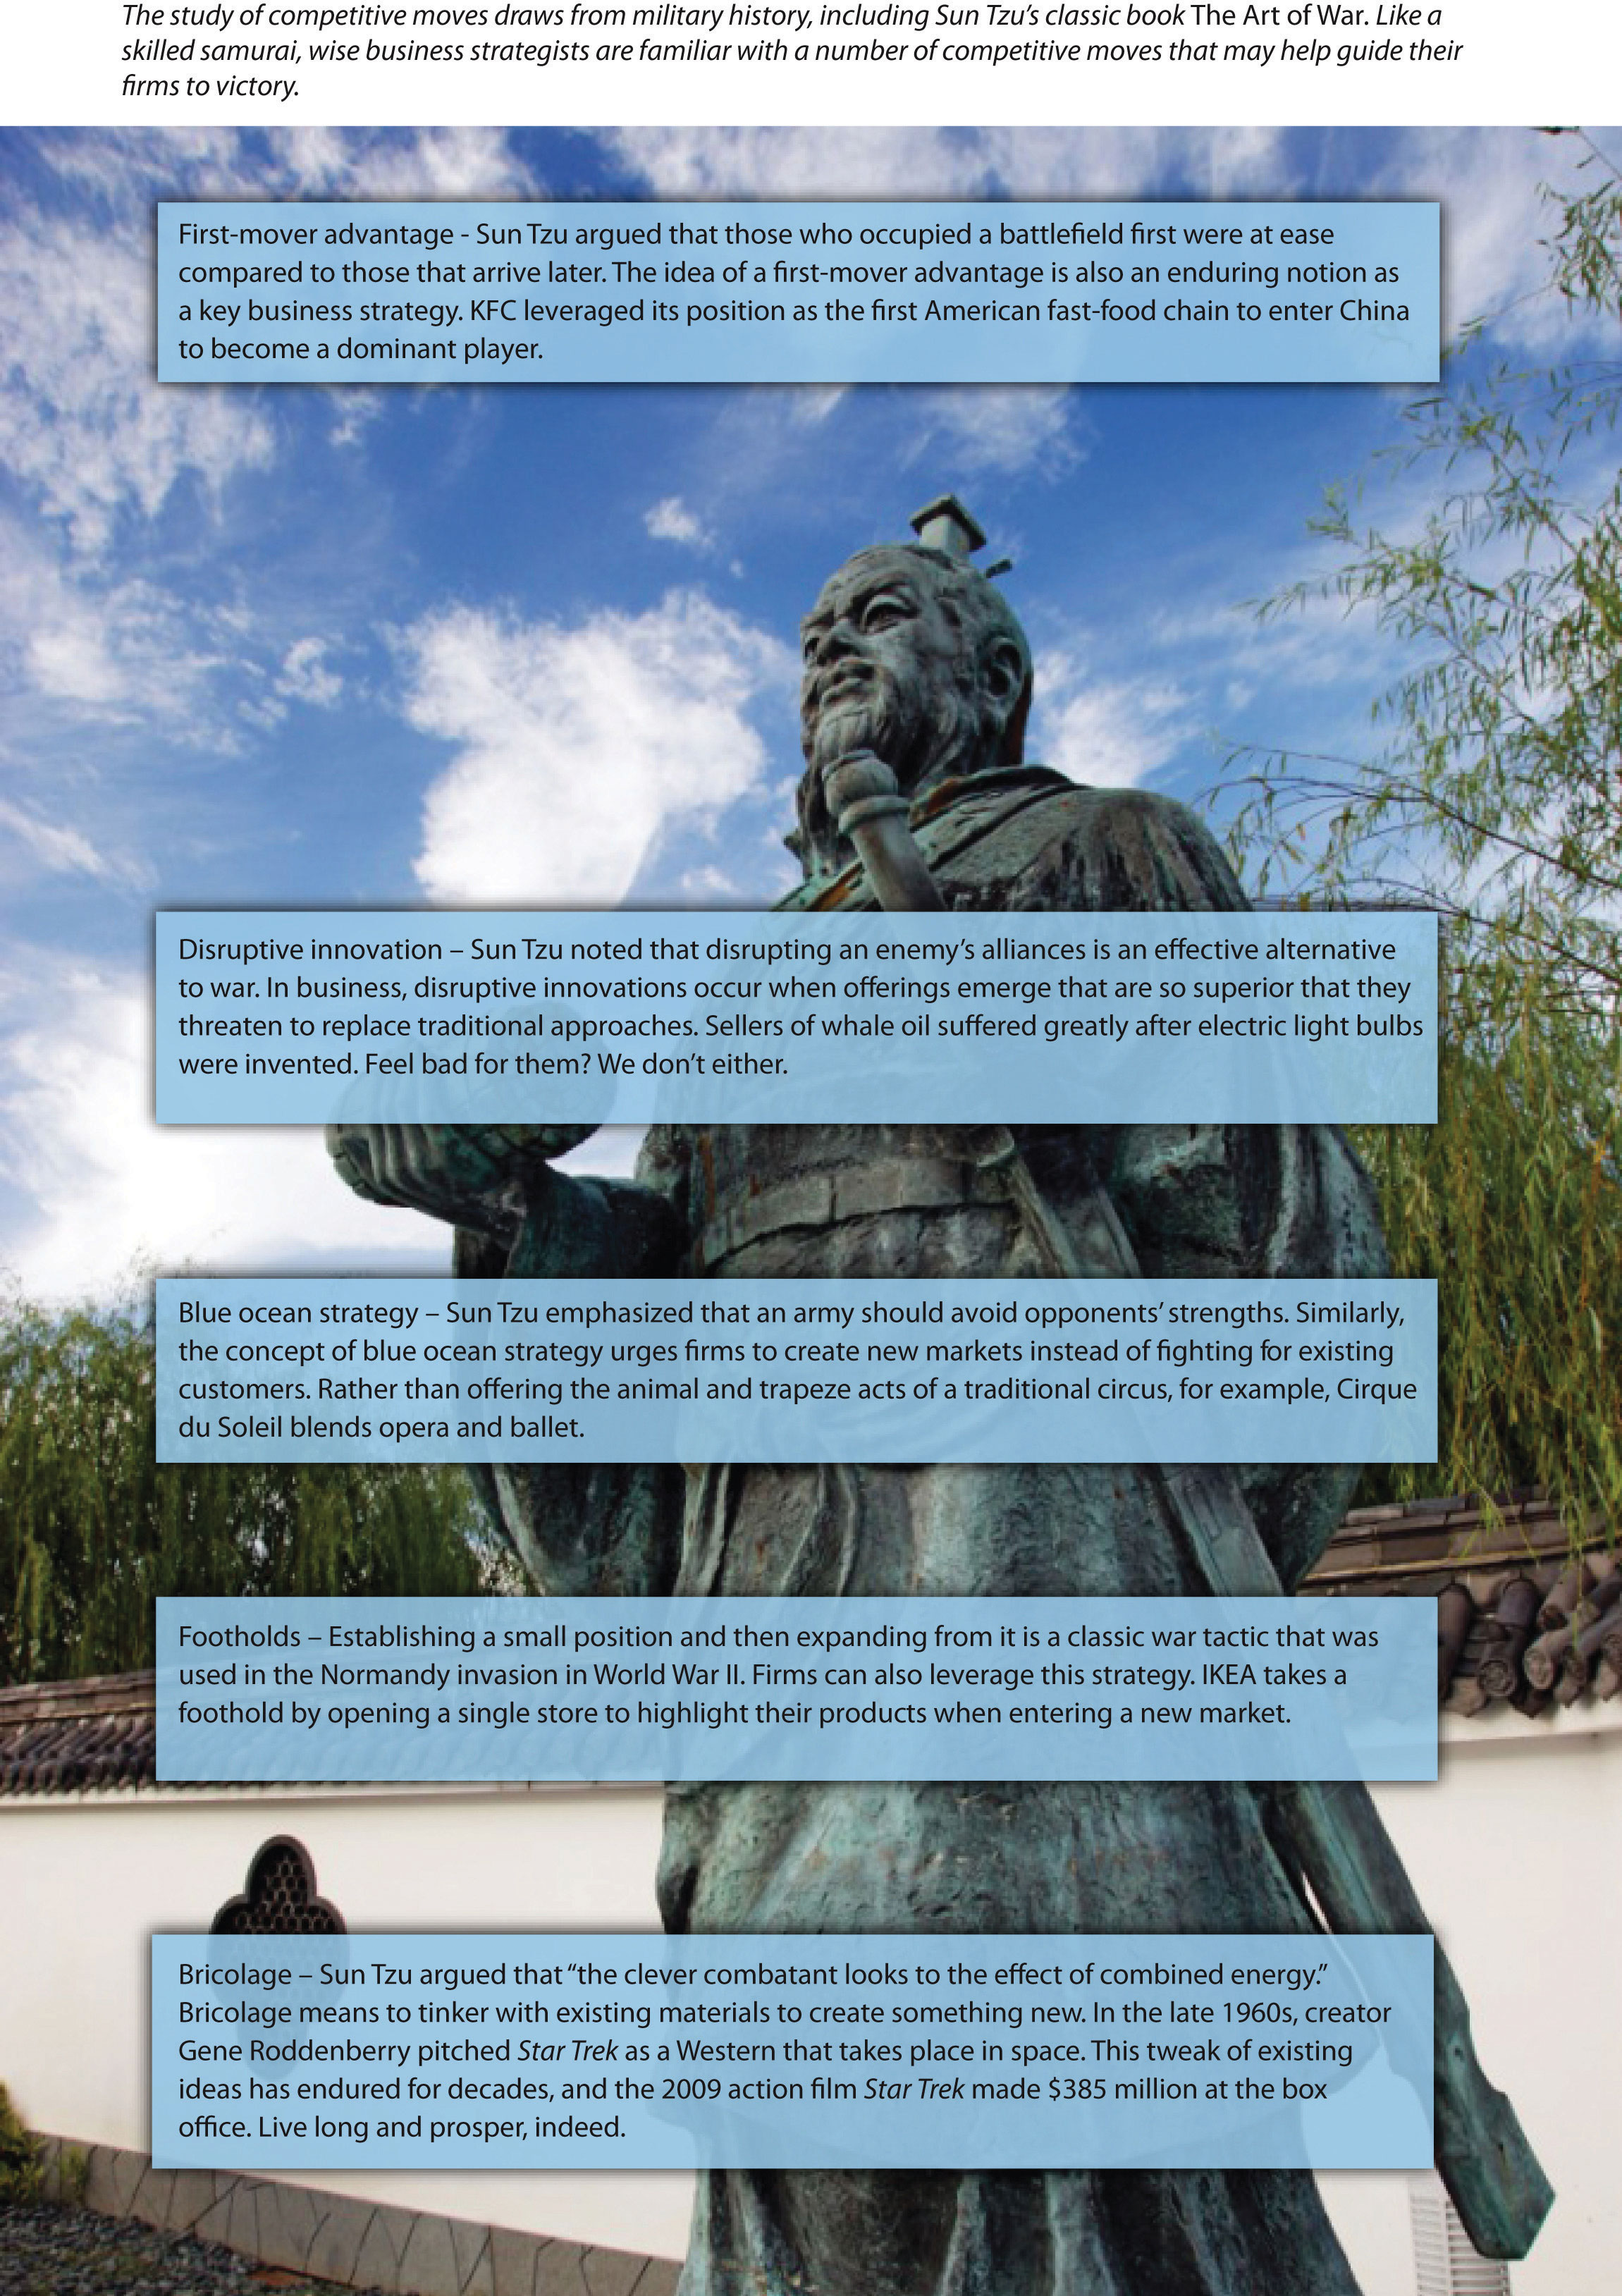 The study of competitive moves draws from military history, including Sun Tzu’s classic book The Art of War. Like a
skilled samurai, wise business strategists are familiar with a number of competitive moves that may help guide their
firms to victory.
First-mover advantage - Sun Tzu argued that those who occupied a battlefield first were at ease
compared to those that arrive later. The idea of a first-mover advantage is also an enduring notion as
a key business strategy. KFC leveraged its position as the first American fast-food chain to enter China
to become a dominant player.
Disruptive innovation – Sun Tzu noted that disrupting an enemy’s alliances is an effective alternative
to war. In business, disruptive innovations occur when offerings emerge that are so superior that they
threaten to replace traditional approaches. Sellers of whale oil suffered greatly after electric light bulbs
were invented. Feel bad for them? We don’t either.
Blue ocean strategy – Sun Tzu emphasized that an army should avoid opponents’ strengths. Similarly,
the concept of blue ocean strategy urges firms to create new markets instead of fighting for existing
customers. Rather than offering the animal and trapeze acts of a traditional circus, for example, Cirque
du Soleil blends opera and ballet.
Footholds – Establishing a small position and then expanding from it is a classic war tactic that was
used in the Normandy invasion in World War II. Firms can also leverage this strategy. IKEA takes a
foothold by opening a single store to highlight their products when entering a new market.
Bricolage – Sun Tzu argued that “the clever combatant looks to the effect of combined energy.”
Bricolage means to tinker with existing materials to create something new. In the late 1960s, creator
Gene Roddenberry pitched Star Trek as a Western that takes place in space. This tweak of existing
ideas has endured for decades, and the 2009 action film Star Trek made $385 million at the box
office. Live long and prosper, indeed.